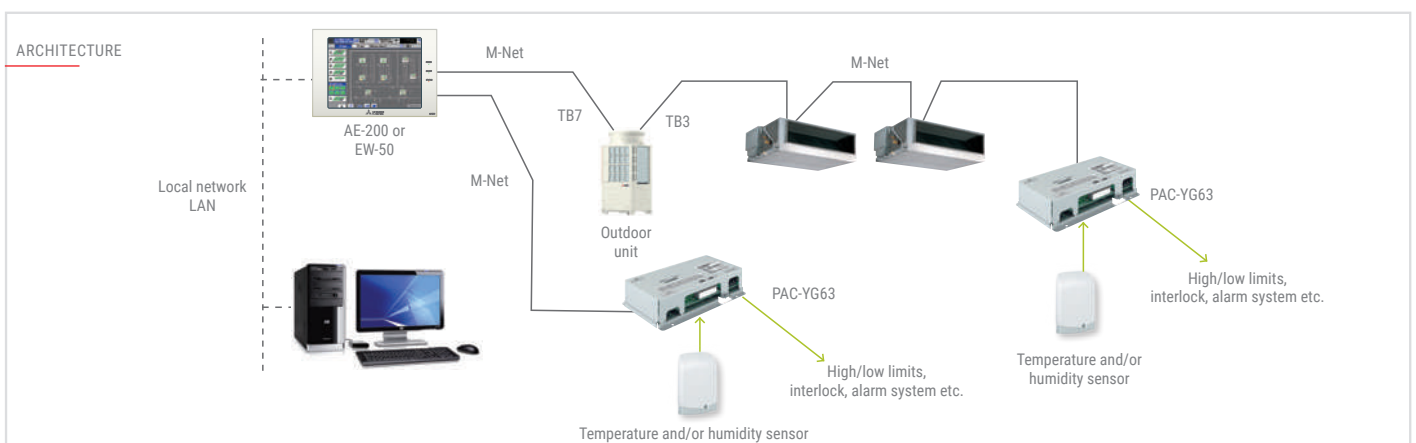 ARCHITECTURE
M-Net
M-Net
AE-200 or
EW-50
TB7
TB3
Local network
LAN
M-Net
PAC-YG63
Outdoor
unit
High/low limits,
interlock, alarm system etc.
PAC-YG63
Temperature and/or
humidity sensor
High/low limits,
interlock, alarm system etc.
Temperature and/or humidity sensor